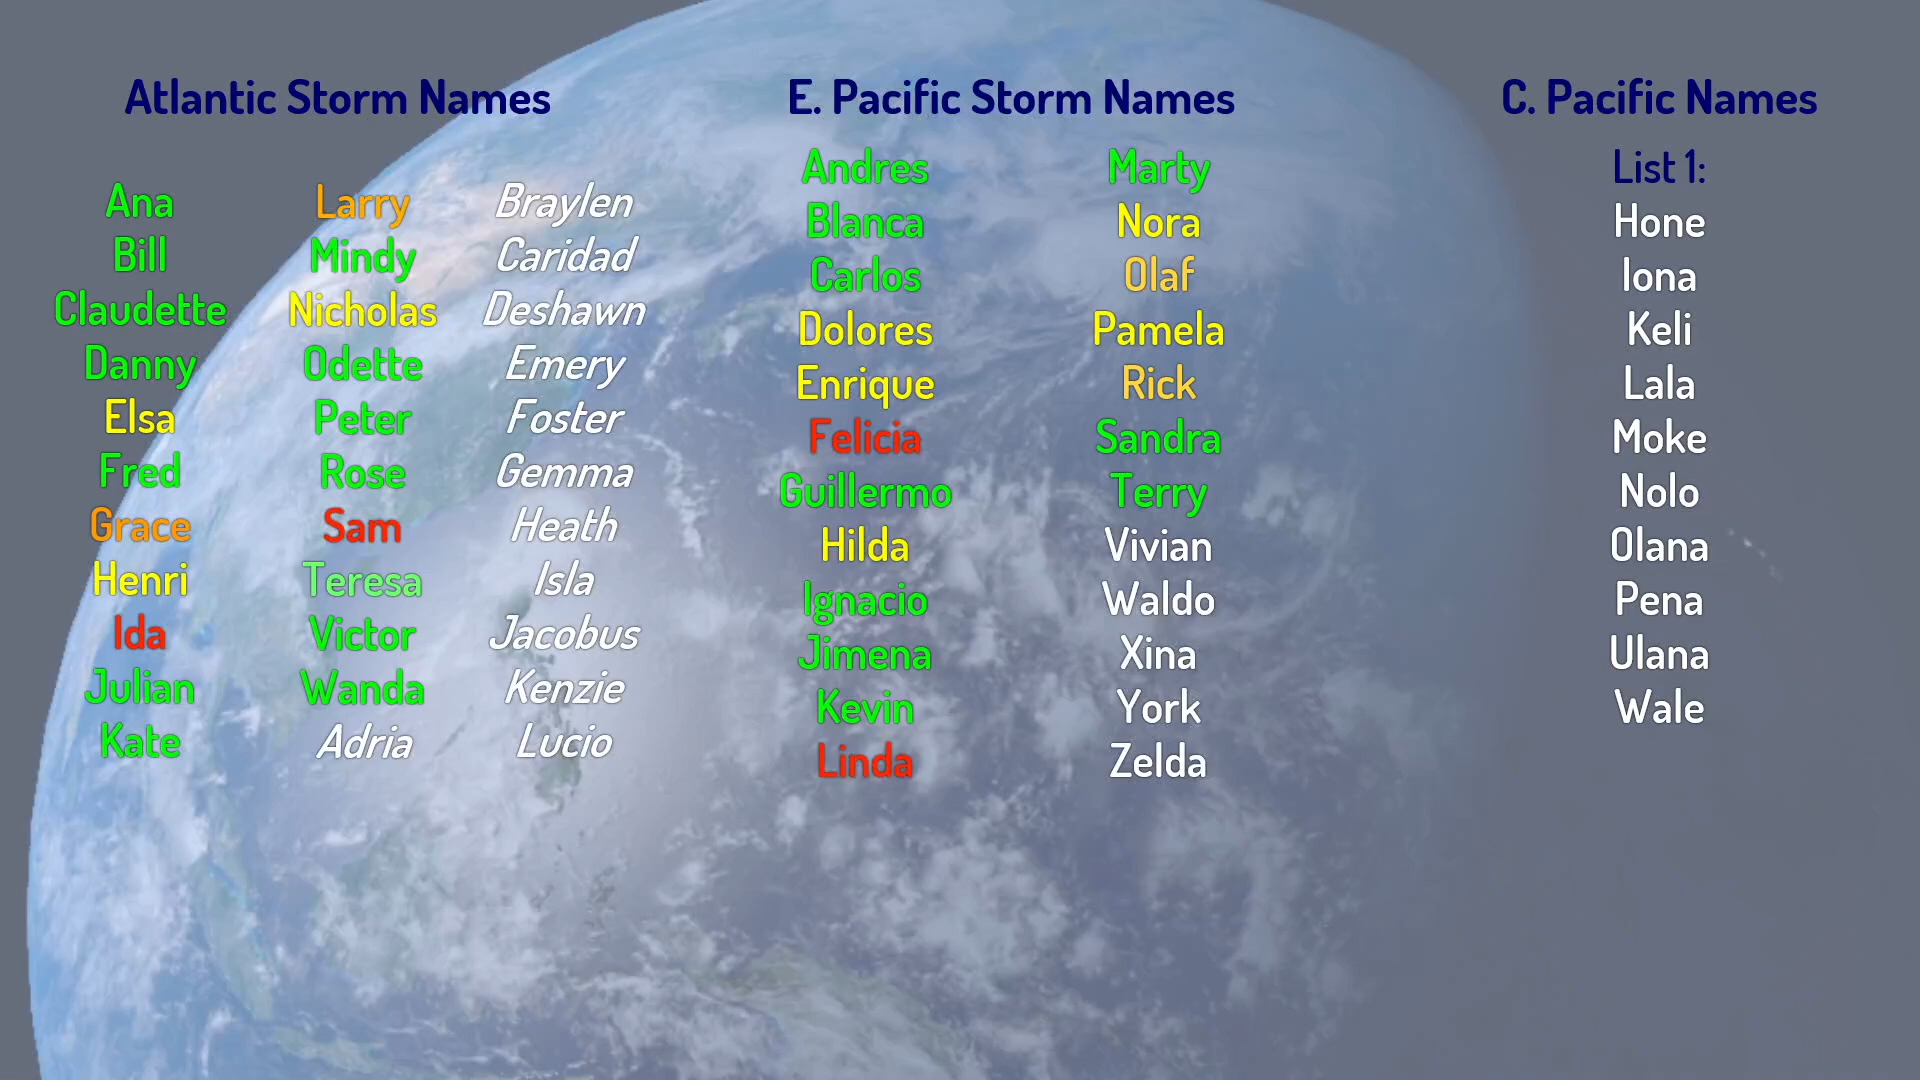 Atlantic Storm Names
Ana
Bill
Claudette
Danny
Elsa
Fred
Grace
Henri
Ida
Julian
Kate
Larry
Mindy
Nicholas
Odette
Peter
Rose
Sam
Teresa
Victor
Wanda
Adria
Braylen
Caridad
Deshawn
Emery
Foster
Gemma
Heath
Isla
Jacobus
Kenzie
Lucio
E. Pacific Storm Names
Andres
Blanca
Carlos
Dolores
Enrique
Felicia
Guillermo
Hilda
Ignacio
Jimena
Kevin
Linda
Marty
Nora
Olaf
Pamela
Rick
Sandra
Terry
Vivian
Waldo
Xina
York
Zelda
C. Pacific Names
List 1:
Hone
Iona
Keli
Lala
Moke
Nolo
Olana
Pena
Ulana
Wale